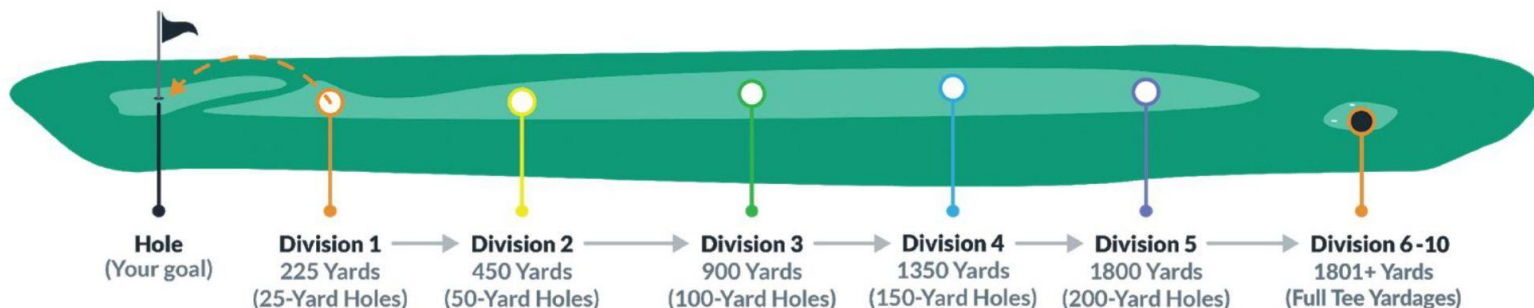 Hole
(Your goal)
Division 1
225 Yards
(25-Yard Holes)
Division 2
450 Yards
(50-Yard Holes)
Division 3
900 Yards
(100-Yard Holes)
Division 4
1350 Yards
(150-Yard Holes)
Division 5
1800 Yards
(200-Yard Holes)
Division 6-10
1801+ Yards
(Full Tee Yardages)